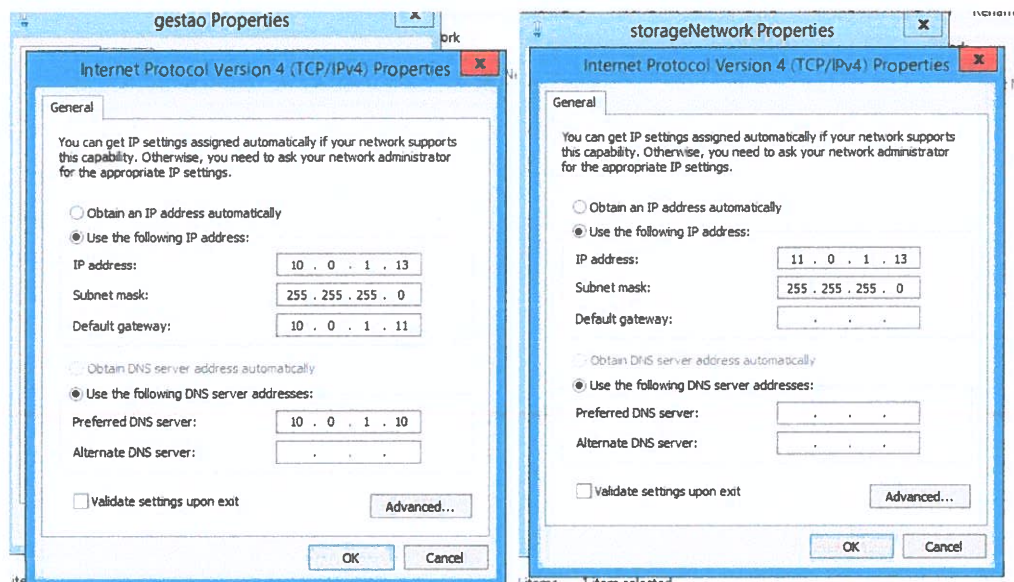 gestao Properties
Internet Protocol Version 4 (TCP/IPv4) Properties
General
You can get IP settings assigned automatically if your network supports
this capability. Otherwise, you need to ask your network administrator
for the appropriate IP settings.
Obtain an IP address automatically
Use the following IP address:
IP address: 10 . 0 . 1 . 13
Subnet mask: 255 . 255 . 255 . 0
Default gateway: 10 . 0 . 1 . 11
Obtain DNS server address automatically
Use the following DNS server addresses:
Preferred DNS server: 10 . 0 . 1 . 10
Alternate DNS server: . . .
Validate settings upon exit
Advanced...
OK Cancel
storageNetwork Properties
Internet Protocol Version 4 (TCP/IPv4) Properties
General
You can get IP settings assigned automatically if your network supports
this capability. Otherwise, you need to ask your network administrator
for the appropriate IP settings.
Obtain an IP address automatically
Use the following IP address:
IP address: 11 . 0 . 1 . 13
Subnet mask: 255 . 255 . 255 . 0
Default gateway: . . .
Obtain DNS server address automatically
Use the following DNS server addresses:
Preferred DNS server: . . .
Alternate DNS server: . . .
Validate settings upon exit
Advanced...
OK Cancel
1 item selected